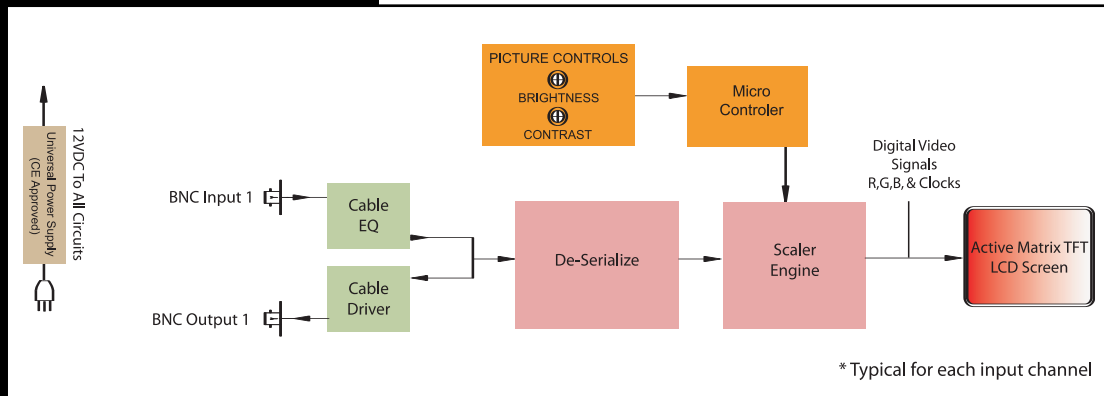 PICTURE CONTROLS
BRIGHTNESS
CONTRAST
Micro
Controler
12VDC To All Circuits
Universal Power Supply
(CE Approved)
Digital Video
Signals
R,G,B, & Clocks
BNC Input 1
Cable
EQ
De-Serialize
Scaler
Engine
Active Matrix TFT
LCD Screen
Cable
Driver
BNC Output 1
* Typical for each input channel